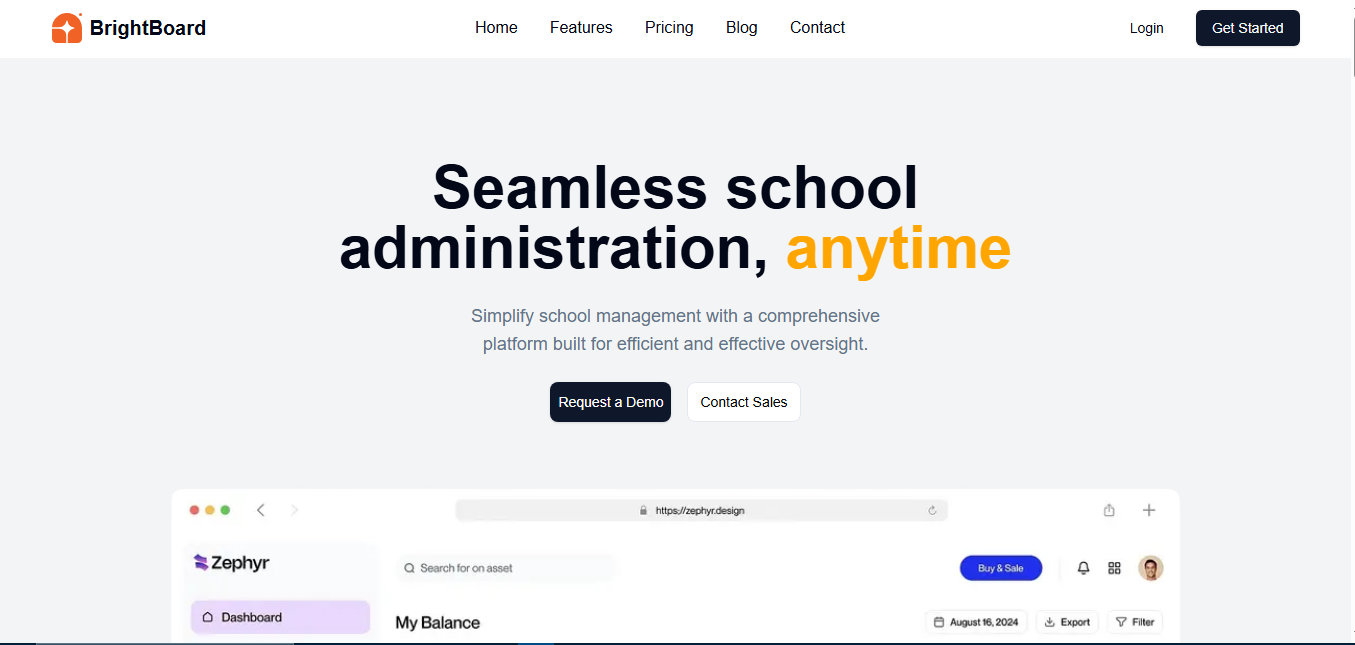 BrightBoard
Home Features Pricing Blog Contact
Login
Get Started
Seamless school
administration, anytime
Simplify school management with a comprehensive
platform built for efficient and effective oversight.
Request a Demo
Contact Sales
https://zephyr.design
Zephyr
Search for on asset
Buy & Sale
Dashboard
My Balance
August 16, 2024
Export
Filter